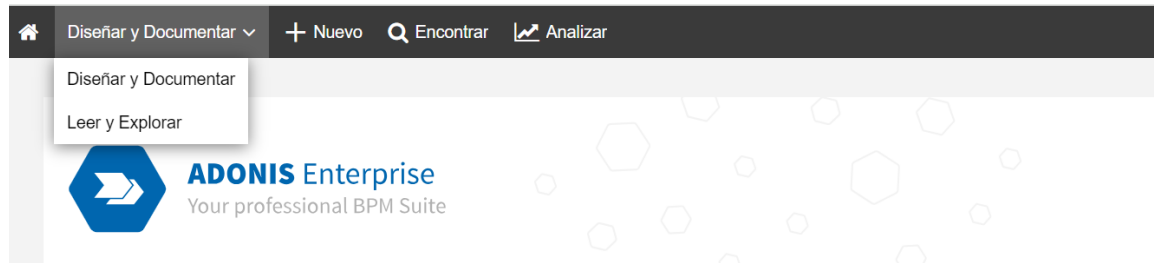 Diseñar y Documentar Nuevo Encontrar Analizar
Diseñar y Documentar
Leer y Explorar
ADONIS Enterprise
Your professional BPM Suite